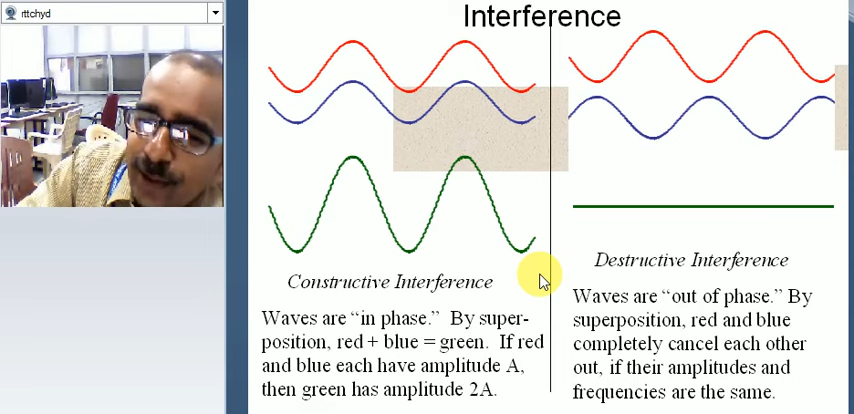 rttchyd
Interference
Constructive Interference
Waves are “in phase.” By super-
position, red + blue = green. If red
and blue each have amplitude A,
then green has amplitude 2A.
Destructive Interference
Waves are “out of phase.” By
superposition, red and blue
completely cancel each other
out, if their amplitudes and
frequencies are the same.